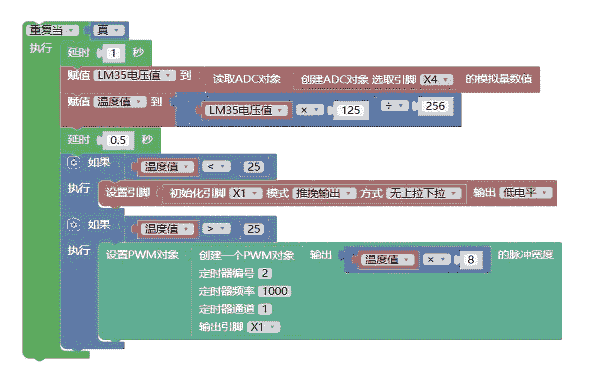 重复当 真
执行 延时 1 秒
赋值 LM35电压值 到 读取ADC对象 创建ADC对象 选取引脚 X4 的模拟量数值
赋值 温度值 到 LM35电压值 × 125 ÷ 256
延时 0.5 秒
如果 温度值 < 25
执行 设置引脚 初始化引脚 X1 模式 推挽输出 方式 无上拉下拉 输出 低电平
如果 温度值 > 25
执行 设置PWM对象 创建一个PWM对象 输出 温度值 × 8 的脉冲宽度
定时器编号 2
定时器频率 1000
定时器通道 1
输出引脚 X1